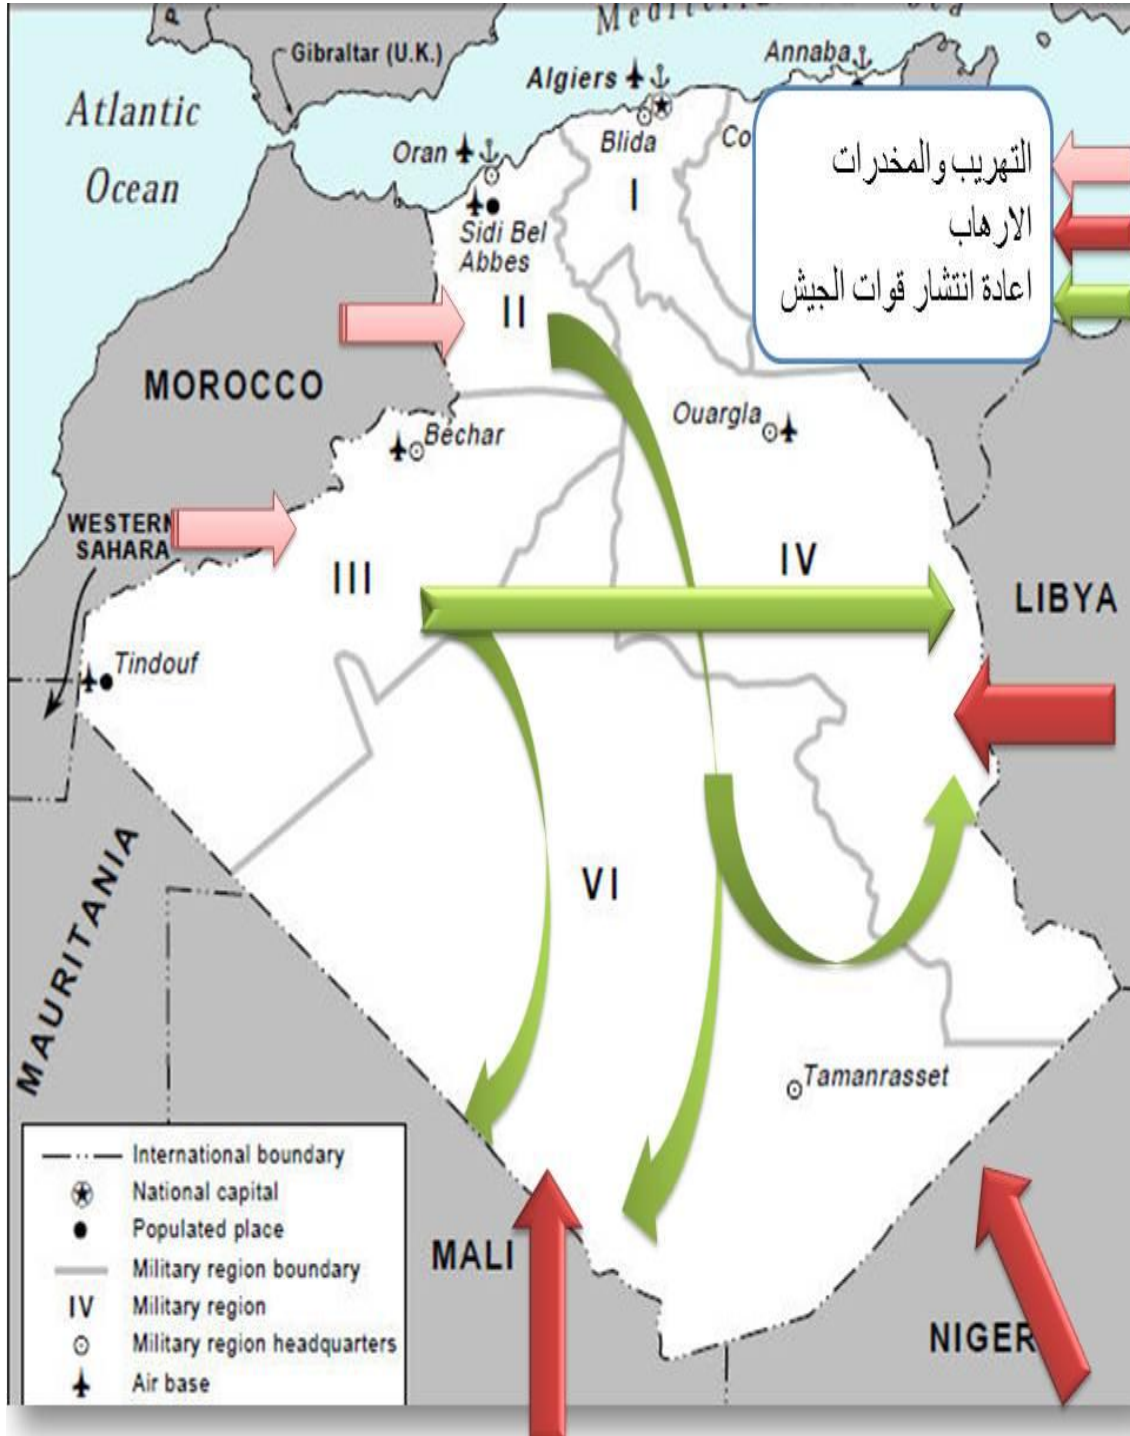 Mediterranean Sea
Gibraltar (U.K.)
Annaba
Algiers
Atlantic
Ocean
Blida
Co
Oran
I
Sidi Bel
Abbes
التهريب والمخدرات
الارهاب
اعادة انتشار قوات الجيش
II
MOROCCO
Ouargla
Bechar
WESTERN
SAHARA
III
IV
LIBYA
Tindouf
VI
MAURITANIA
Tamanrasset
MALI
NIGER
International boundary
National capital
Populated place
Military region boundary
IV Military region
Military region headquarters
Air base